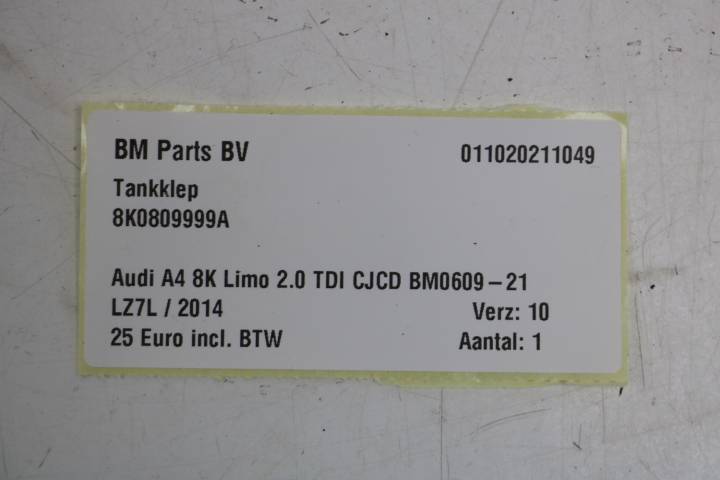 BM Parts BV 011020211049
Tankklep
8K0809999A
Audi A4 8K Limo 2.0 TDI CJCD BM0609-21
LZ7L / 2014 Verz: 10
25 Euro incl. BTW Aantal: 1